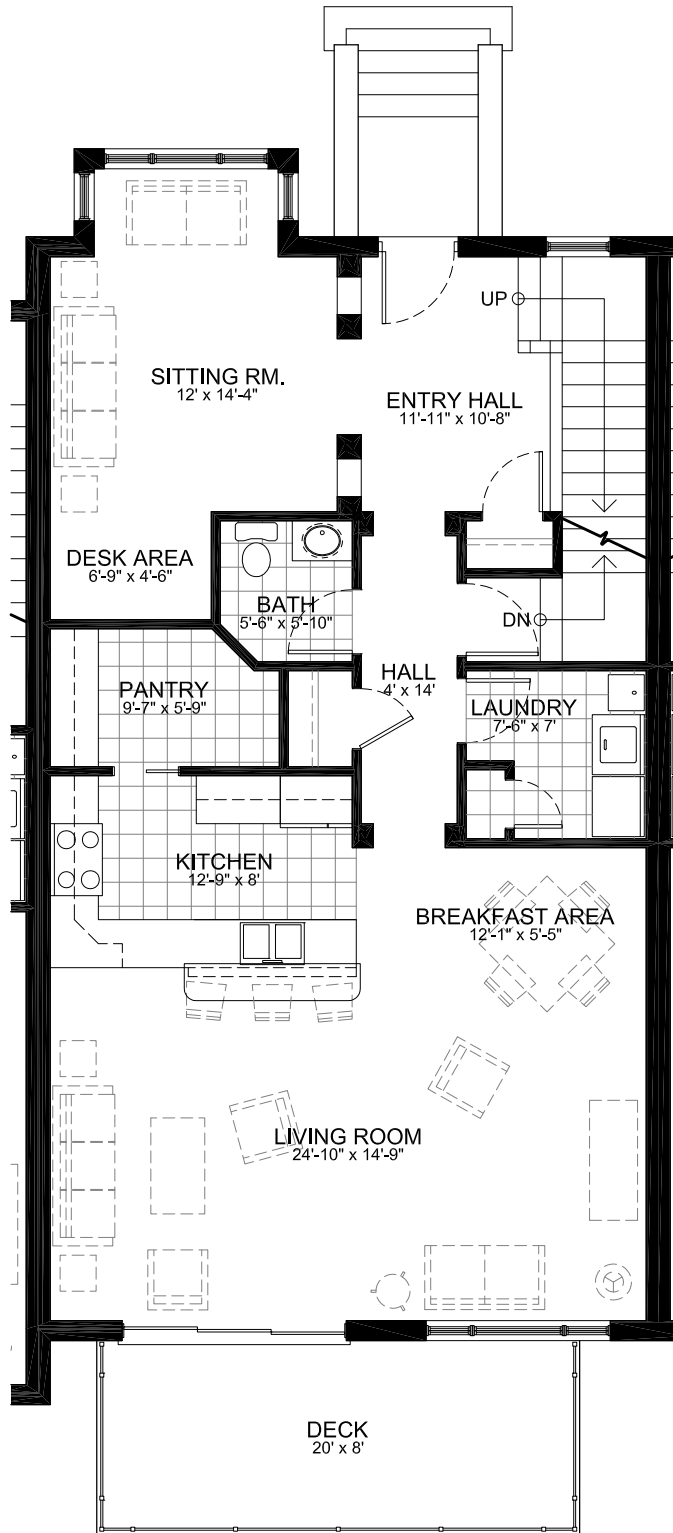 UP
SITTING RM.
12' x 14'-4"
ENTRY HALL
11'-11" x 10'-8"
DESK AREA
6'-9" x 4'-6"
BATH
5'-6" x 5'-10"
DN
HALL
4' x 14'
PANTRY
9'-7" x 5'-9"
LAUNDRY
7'-6" x 7'
KITCHEN
12'-9" x 8'
BREAKFAST AREA
12'-1" x 5'-5"
LIVING ROOM
24'-10" x 14'-9"
DECK
20' x 8'